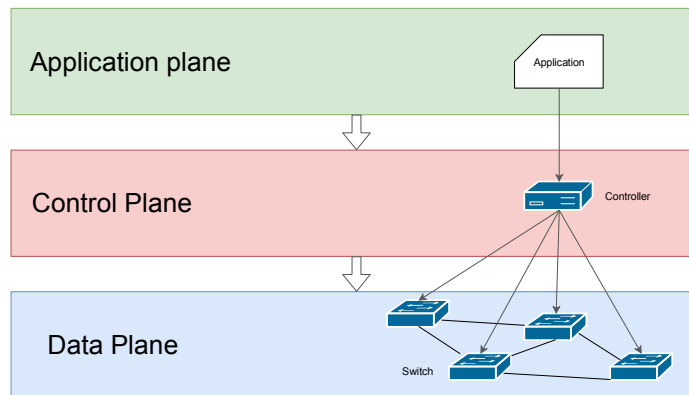 Application plane
Application
Control Plane
Controller
Data Plane
Switch